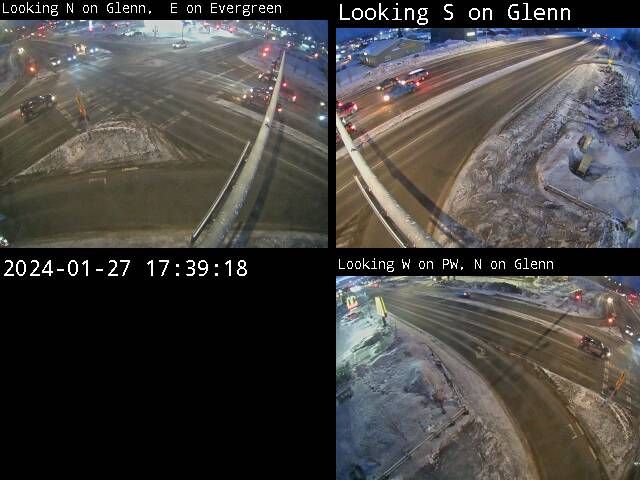 Looking N on Glenn, E on Evergreen
Looking S on Glenn
2024-01-27 17:39:18
Looking W on PW, N on Glenn